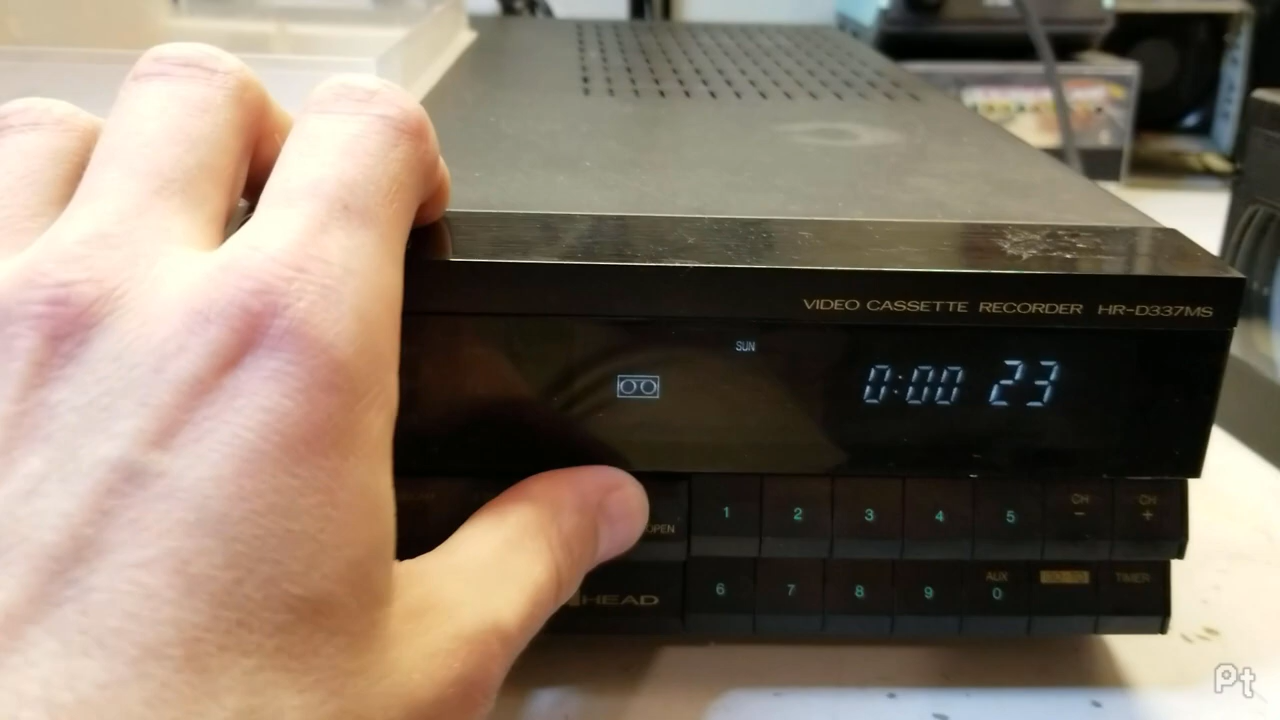 VIDEO CASSETTE RECORDER HR-D337MS
SUN
0:00 23
OPEN
1 2 3 4 5 CH - CH +
HEAD
6 7 8 9 AUX 0 TIMER
Pt